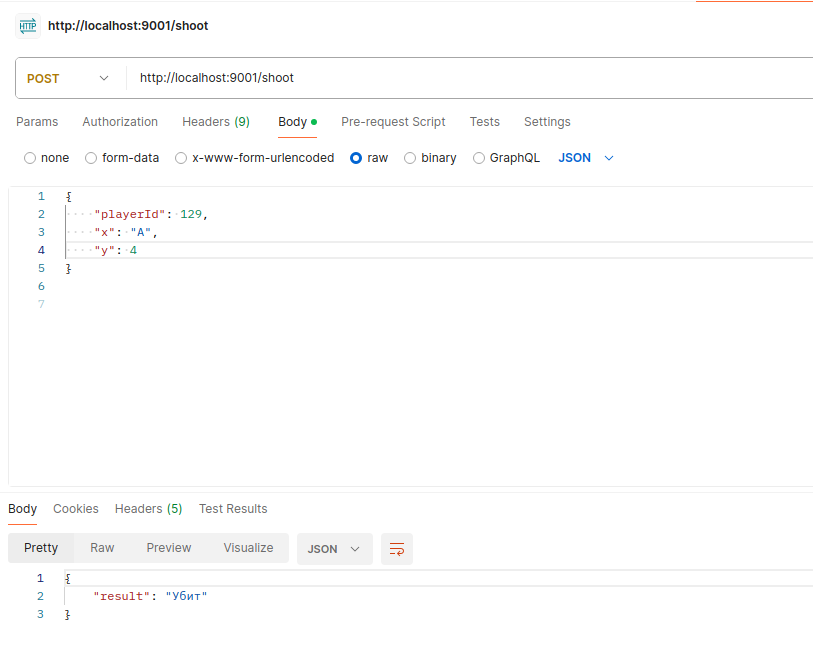 HTTP http://localhost:9001/shoot
POST http://localhost:9001/shoot
Params Authorization Headers (9) Body Pre-request Script Tests Settings
none form-data x-www-form-urlencoded raw binary GraphQL JSON
1 {
2 ····"playerId":·129,
3 ····"x":·"A",
4 ····"y":·4
5 }
6
7
Body Cookies Headers (5) Test Results
Pretty Raw Preview Visualize JSON
1 {
2 "result": "Убит"
3 }